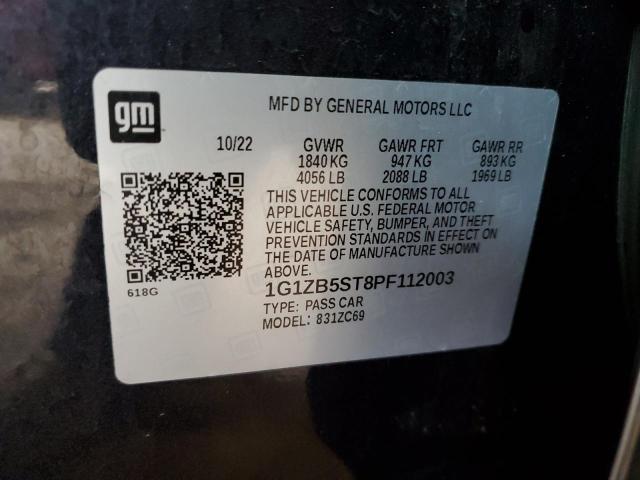 gm
MFD BY GENERAL MOTORS LLC
10/22 GVWR GAWR FRT GAWR RR
1840 KG 947 KG 893 KG
4056 LB 2088 LB 1969 LB
THIS VEHICLE CONFORMS TO ALL
APPLICABLE U.S. FEDERAL MOTOR
VEHICLE SAFETY, BUMPER, AND THEFT
PREVENTION STANDARDS IN EFFECT ON
THE DATE OF MANUFACTURE SHOWN
ABOVE.
618G
1G1ZB5ST8PF112003
TYPE: PASS CAR
MODEL: 831ZC69